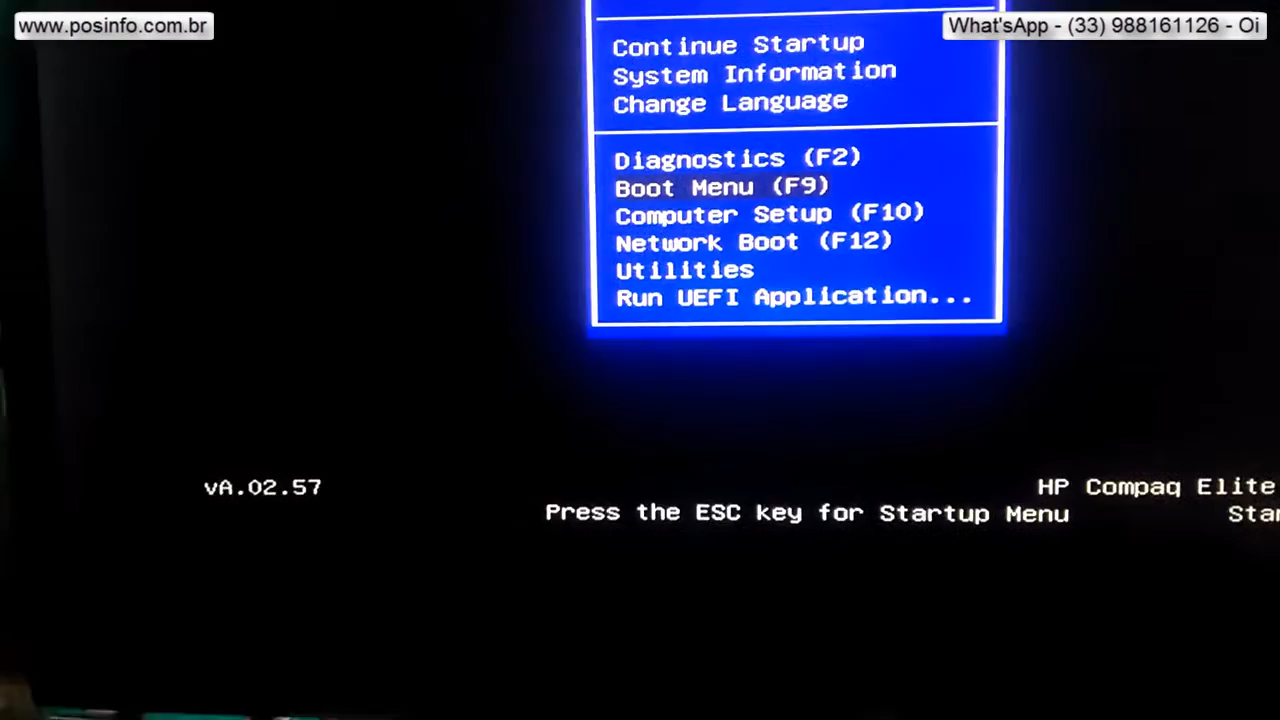 www.posinfo.com.br
What'sApp - (33) 988161126 - Oi
Continue Startup
System Information
Change Language
Diagnostics (F2)
Boot Menu (F9)
Computer Setup (F10)
Network Boot (F12)
Utilities
Run UEFI Application...
vA.02.57
HP Compaq Elite
Press the ESC key for Startup Menu